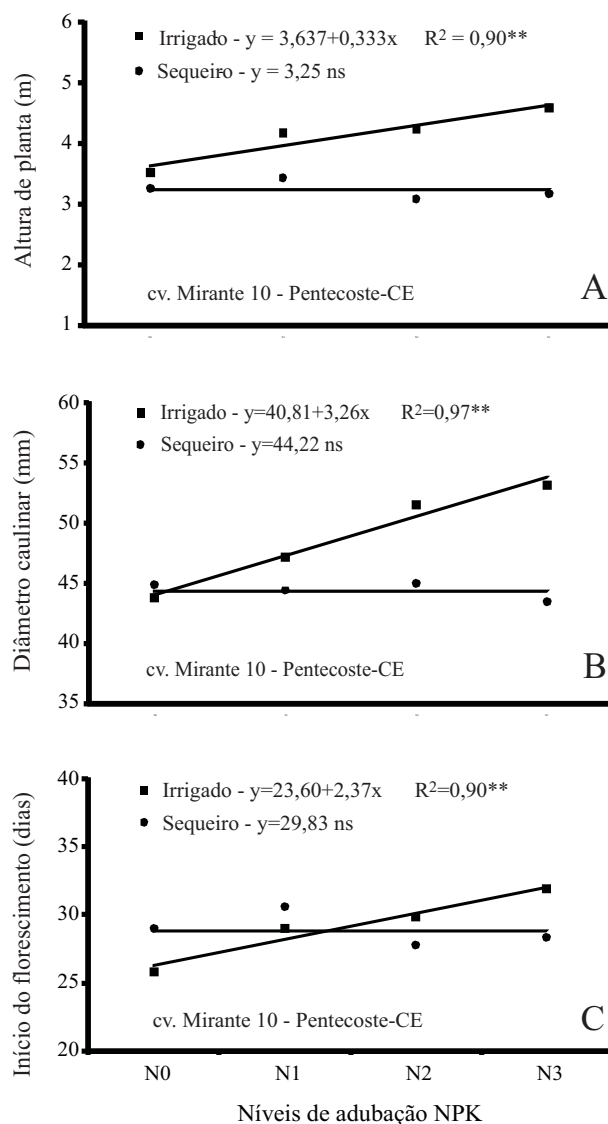 6
5
4
3
2
1
Altura de planta (m)
Irrigado - y = 3,637+0,333x R² = 0,90**
Sequeiro - y = 3,25 ns
cv. Mirante 10 - Pentecoste-CE
A
60
55
50
45
40
35
Diâmetro caulinar (mm)
Irrigado - y=40,81+3,26x R²=0,97**
Sequeiro - y=44,22 ns
cv. Mirante 10 - Pentecoste-CE
B
40
35
30
25
20
Início do florescimento (dias)
Irrigado - y=23,60+2,37x R²=0,90**
Sequeiro - y=29,83 ns
cv. Mirante 10 - Pentecoste-CE
C
N0 N1 N2 N3
Níveis de adubação NPK